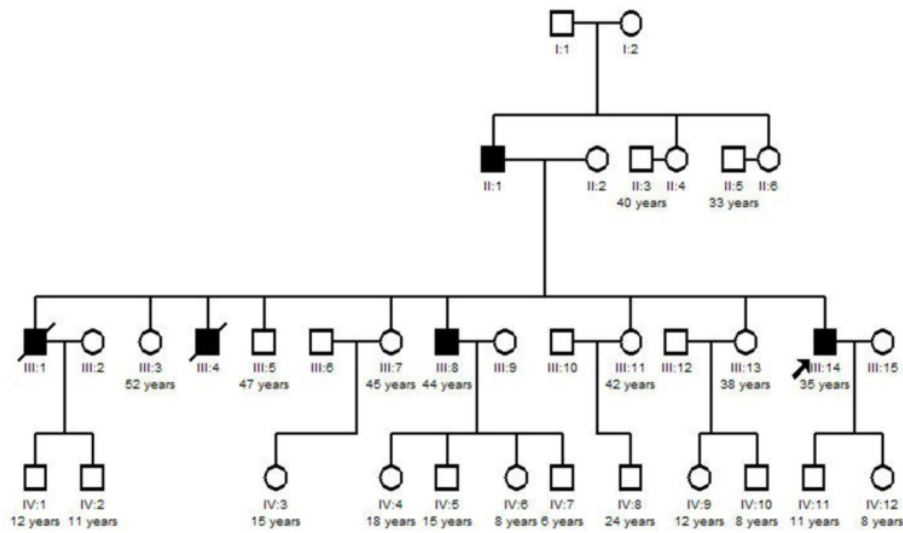 I:1 I:2
II:1 II:2 II:3 II:4 II:5 II:6
40 years 33 years
III:1 III:2 III:3 III:4 III:5 III:6 III:7 III:8 III:9 III:10 III:11 III:12 III:13 III:14 III:15
52 years 47 years 45 years 44 years 42 years 38 years 35 years
IV:1 IV:2 IV:3 IV:4 IV:5 IV:6 IV:7 IV:8 IV:9 IV:10 IV:11 IV:12
12 years 11 years 15 years 18 years 15 years 8 years 6 years 24 years 12 years 8 years 11 years 8 years